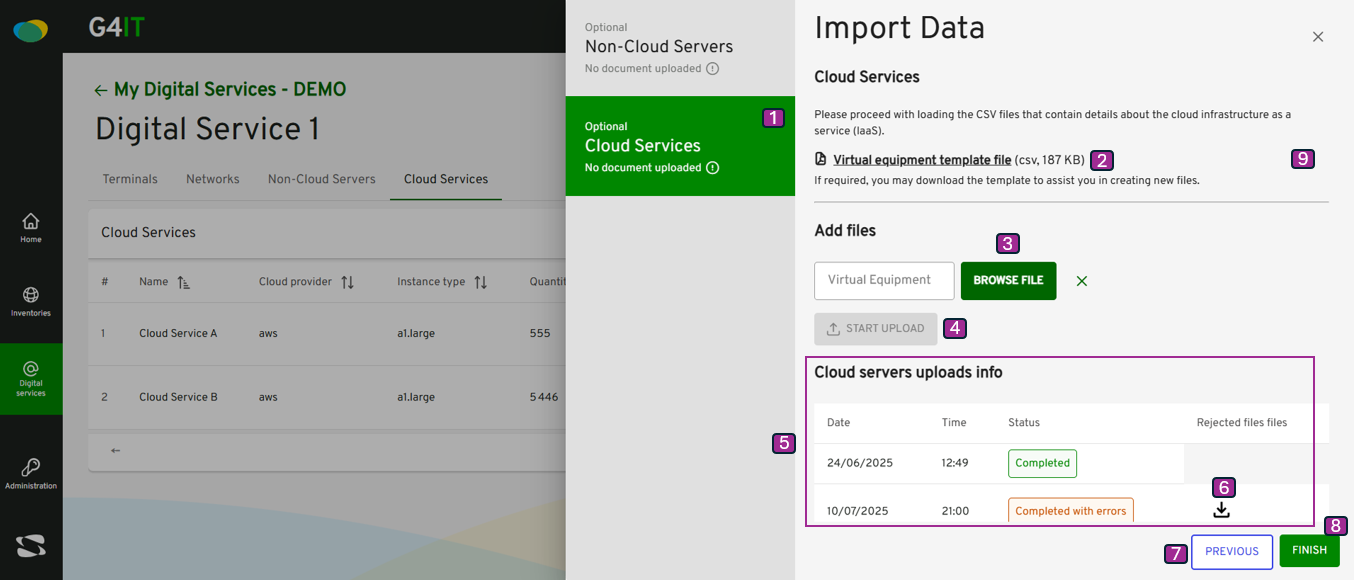 G4IT
← My Digital Services - DEMO
Digital Service 1
Terminals Networks Non-Cloud Servers Cloud Services
Cloud Services
# Name Cloud provider Instance type Quantit
1 Cloud Service A aws a1.large 555
2 Cloud Service B aws a1.large 5 446
←
Home
Inventories
Digital
services
Administration
Optional
Non-Cloud Servers
No document uploaded
1
Optional
Cloud Services
No document uploaded
Import Data
Cloud Services
Please proceed with loading the CSV files that contain details about the cloud infrastructure as a
service (IaaS).
Virtual equipment template file (csv, 187 KB) 2 9
If required, you may download the template to assist you in creating new files.
Add files
3
Virtual Equipment BROWSE FILE
START UPLOAD 4
Cloud servers uploads info
Date Time Status Rejected files files
5
24/06/2025 12:49 Completed
6
10/07/2025 21:00 Completed with errors
7 PREVIOUS FINISH 8